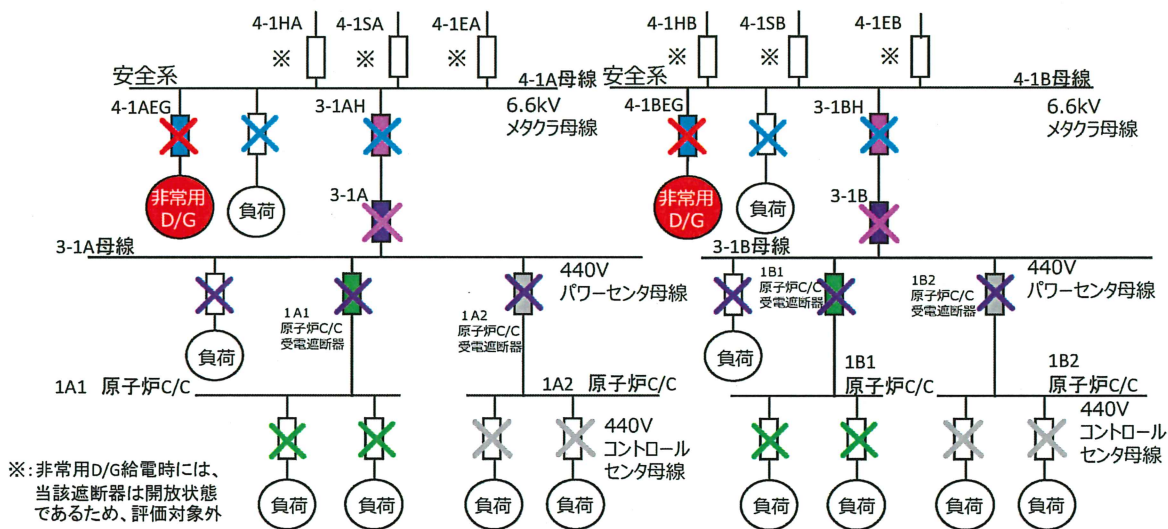 4-1HA
4-1SA
4-1EA
※
※
※
安全系
4-1A母線
4-1AEG
3-1AH
6.6kV
メタクラ母線
非常用
D/G
負荷
3-1A
3-1A母線
440V
パワーセンタ母線
1A1
原子炉C/C
受電遮断器
1A2
原子炉C/C
受電遮断器
負荷
1A1 原子炉C/C
1A2 原子炉C/C
440V
コントロール
センタ母線
負荷
負荷
負荷
負荷
※:非常用D/G給電時には、
当該遮断器は開放状態
であるため、評価対象外
4-1HB
4-1SB
4-1EB
※
※
※
安全系
4-1B母線
4-1BEG
3-1BH
6.6kV
メタクラ母線
非常用
D/G
負荷
3-1B
3-1B母線
440V
パワーセンタ母線
1B1
原子炉C/C
受電遮断器
1B2
原子炉C/C
受電遮断器
負荷
1B1
原子炉C/C
1B2
原子炉C/C
440V
コントロール
センタ母線
負荷
負荷
負荷
負荷